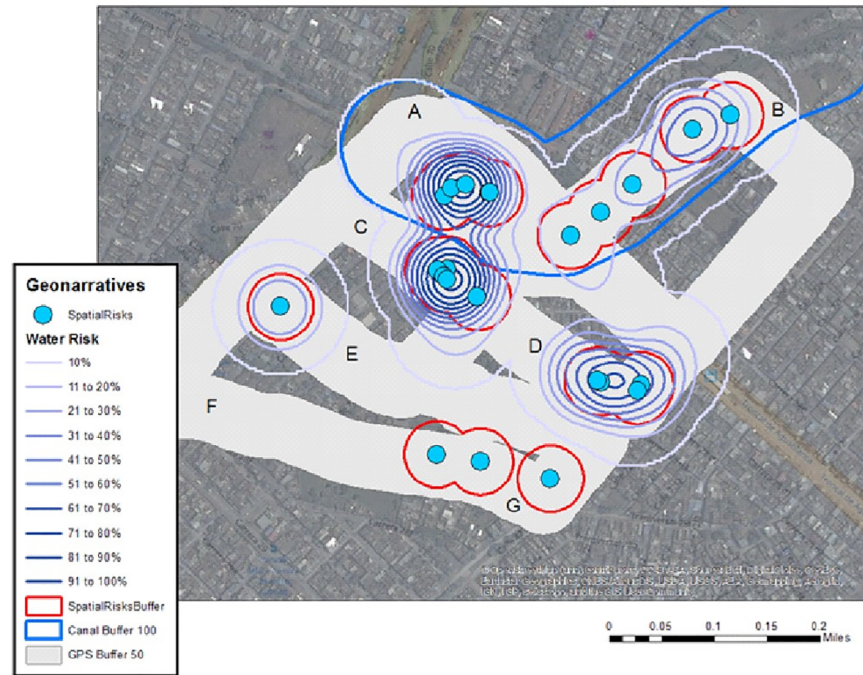 A
B
C
D
E
F
G
Geonarratives
SpatialRisks
Water Risk
10%
11 to 20%
21 to 30%
31 to 40%
41 to 50%
51 to 60%
61 to 70%
71 to 80%
81 to 90%
91 to 100%
SpatialRisksBuffer
Canal Buffer 100
GPS Buffer 50
0 0.05 0.1 0.15 0.2
Miles